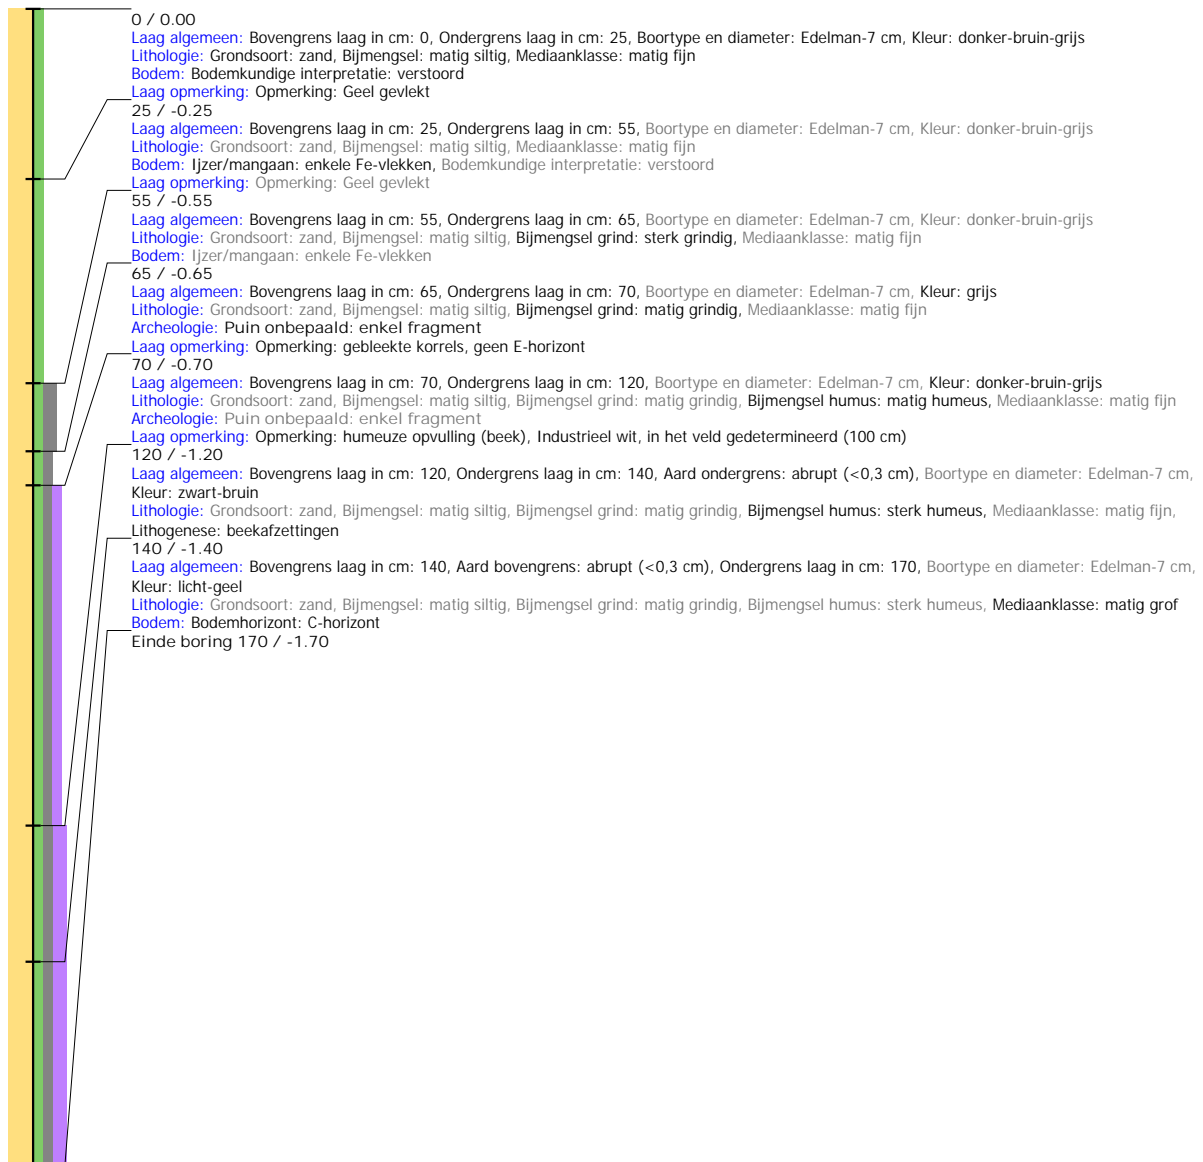 0 / 0.00
Laag algemeen: Bovengrens laag in cm: 0, Ondergrens laag in cm: 25, Boortype en diameter: Edelman-7 cm, Kleur: donker-bruin-grijs
Lithologie: Grondsoort: zand, Bijmengsel: matig siltig, Mediaanklasse: matig fijn
Bodem: Bodemkundige interpretatie: verstoord
Laag opmerking: Opmerking: Geel gevlekt
25 / -0.25
Laag algemeen: Bovengrens laag in cm: 25, Ondergrens laag in cm: 55, Boortype en diameter: Edelman-7 cm, Kleur: donker-bruin-grijs
Lithologie: Grondsoort: zand, Bijmengsel: matig siltig, Mediaanklasse: matig fijn
Bodem: Ijzer/mangaan: enkele Fe-vlekken, Bodemkundige interpretatie: verstoord
Laag opmerking: Opmerking: Geel gevlekt
55 / -0.55
Laag algemeen: Bovengrens laag in cm: 55, Ondergrens laag in cm: 65, Boortype en diameter: Edelman-7 cm, Kleur: donker-bruin-grijs
Lithologie: Grondsoort: zand, Bijmengsel: matig siltig, Bijmengsel grind: sterk grindig, Mediaanklasse: matig fijn
Bodem: Ijzer/mangaan: enkele Fe-vlekken
65 / -0.65
Laag algemeen: Bovengrens laag in cm: 65, Ondergrens laag in cm: 70, Boortype en diameter: Edelman-7 cm, Kleur: grijs
Lithologie: Grondsoort: zand, Bijmengsel: matig siltig, Bijmengsel grind: matig grindig, Mediaanklasse: matig fijn
Archeologie: Puin onbepaald: enkel fragment
Laag opmerking: Opmerking: gebleekte korrels, geen E-horizont
70 / -0.70
Laag algemeen: Bovengrens laag in cm: 70, Ondergrens laag in cm: 120, Boortype en diameter: Edelman-7 cm, Kleur: donker-bruin-grijs
Lithologie: Grondsoort: zand, Bijmengsel: matig siltig, Bijmengsel grind: matig grindig, Bijmengsel humus: matig humeus, Mediaanklasse: matig fijn
Archeologie: Puin onbepaald: enkel fragment
Laag opmerking: Opmerking: humeuze opvulling (beek), Industrieel wit, in het veld gedetermineerd (100 cm)
120 / -1.20
Laag algemeen: Bovengrens laag in cm: 120, Ondergrens laag in cm: 140, Aard ondergrens: abrupt (<0,3 cm), Boortype en diameter: Edelman-7 cm,
Kleur: zwart-bruin
Lithologie: Grondsoort: zand, Bijmengsel: matig siltig, Bijmengsel grind: matig grindig, Bijmengsel humus: sterk humeus, Mediaanklasse: matig fijn,
Lithogenese: beekafzettingen
140 / -1.40
Laag algemeen: Bovengrens laag in cm: 140, Aard bovengrens: abrupt (<0,3 cm), Ondergrens laag in cm: 170, Boortype en diameter: Edelman-7 cm,
Kleur: licht-geel
Lithologie: Grondsoort: zand, Bijmengsel: matig siltig, Bijmengsel grind: matig grindig, Bijmengsel humus: sterk humeus, Mediaanklasse: matig grof
Bodem: Bodemhorizont: C-horizont
Einde boring 170 / -1.70